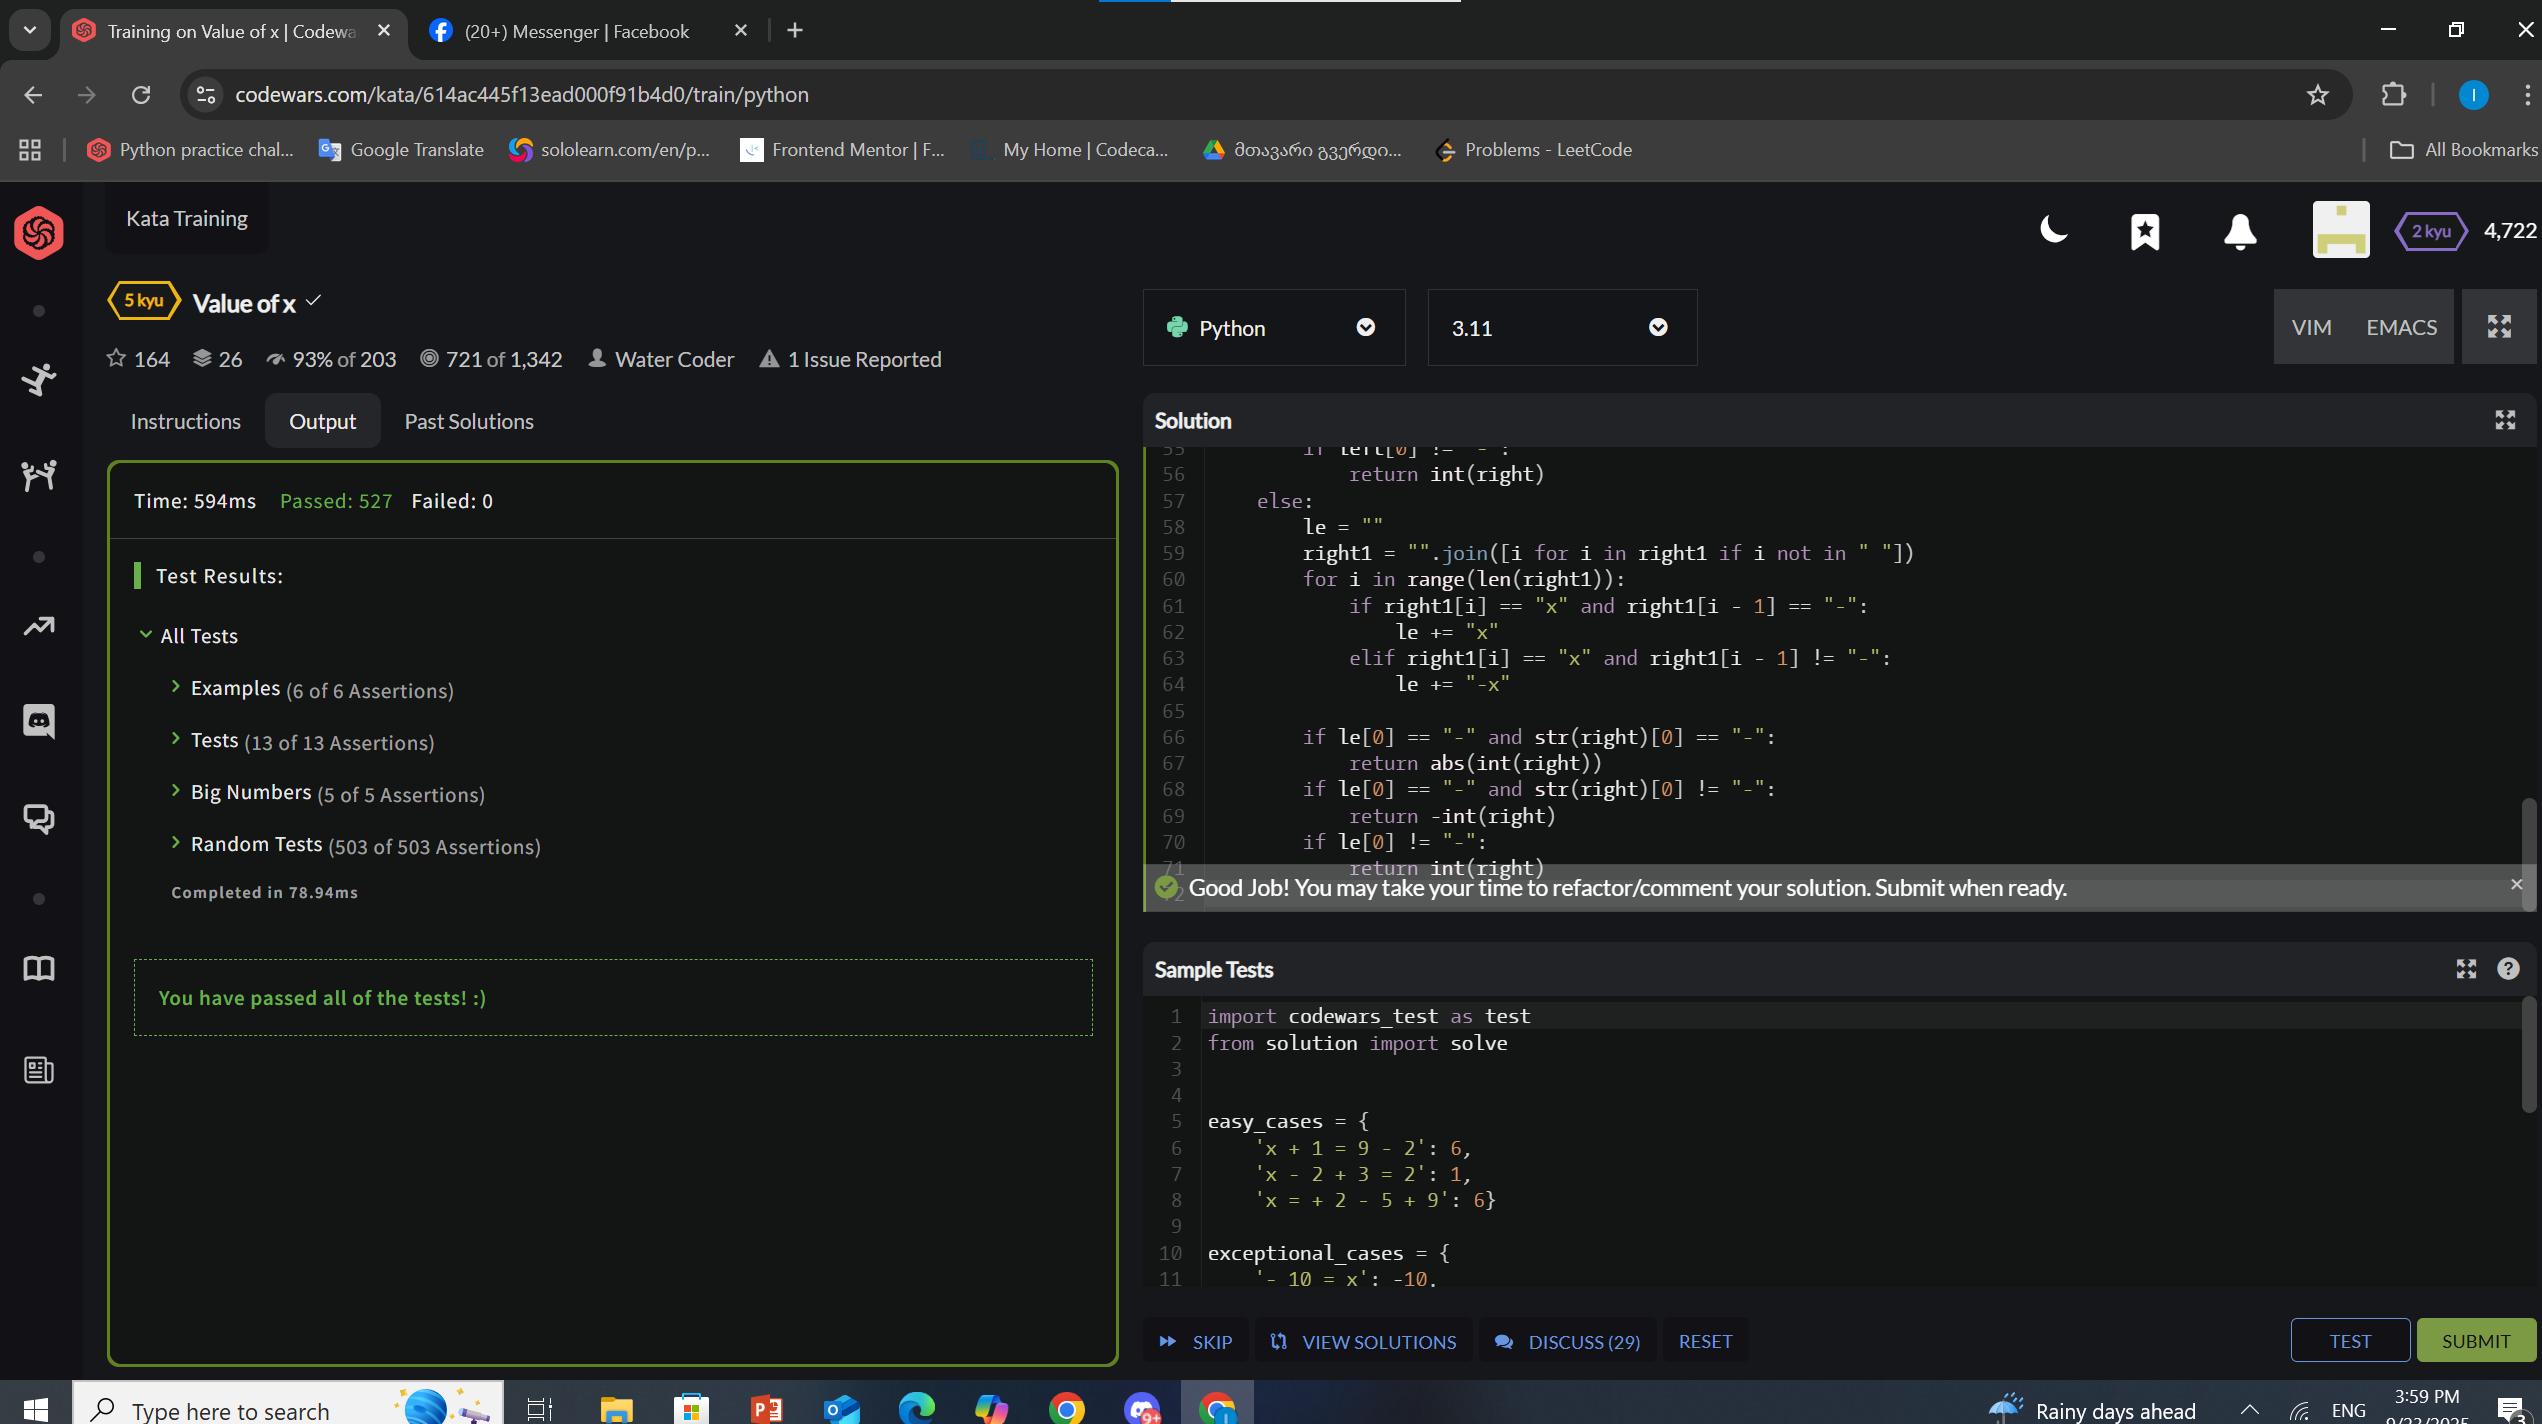 Training on Value of x | Codewa
(20+) Messenger | Facebook
codewars.com/kata/614ac445f13ead000f91b4d0/train/python
Python practice chal...
Google Translate
sololearn.com/en/p...
Frontend Mentor | F...
My Home | Codeca...
მთავარი გვერდი...
Problems - LeetCode
All Bookmarks
Kata Training
2 kyu
4,722
5 kyu
Value of x
164
26
93% of 203
721 of 1,342
Water Coder
1 Issue Reported
Python
3.11
VIM
EMACS
Instructions
Output
Past Solutions
Time: 594ms Passed: 527 Failed: 0
Test Results:
All Tests
Examples (6 of 6 Assertions)
Tests (13 of 13 Assertions)
Big Numbers (5 of 5 Assertions)
Random Tests (503 of 503 Assertions)
Completed in 78.94ms
You have passed all of the tests! :)
Solution
55 if left[0] != "-":
56 return int(right)
57 else:
58 le = ""
59 right1 = "".join([i for i in right1 if i not in " "])
60 for i in range(len(right1)):
61 if right1[i] == "x" and right1[i - 1] == "-":
62 le += "x"
63 elif right1[i] == "x" and right1[i - 1] != "-":
64 le += "-x"
65
66 if le[0] == "-" and str(right)[0] == "-":
67 return abs(int(right))
68 if le[0] == "-" and str(right)[0] != "-":
69 return -int(right)
70 if le[0] != "-":
71 return int(right)
72
Good Job! You may take your time to refactor/comment your solution. Submit when ready.
Sample Tests
1 import codewars_test as test
2 from solution import solve
3
4
5 easy_cases = {
6 'x + 1 = 9 - 2': 6,
7 'x - 2 + 3 = 2': 1,
8 'x = + 2 - 5 + 9': 6}
9
10 exceptional_cases = {
11 '- 10 = x': -10,
SKIP
VIEW SOLUTIONS
DISCUSS (29)
RESET
TEST
SUBMIT
Type here to search
9+
Rainy days ahead
ENG
3:59 PM
9/23/2025
3